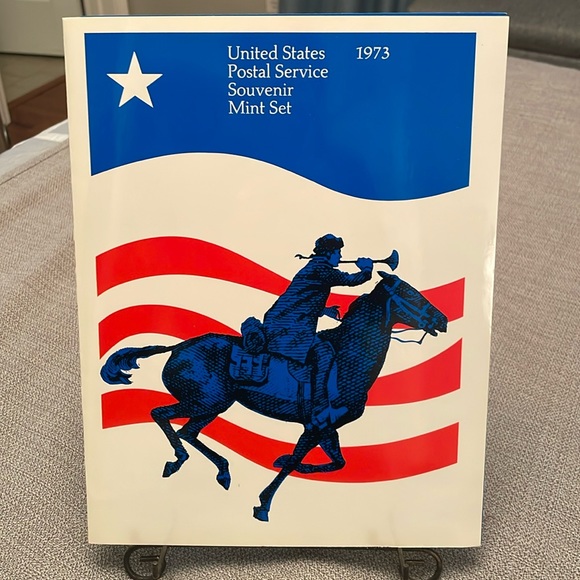 United States 1973
Postal Service
Souvenir
Mint Set